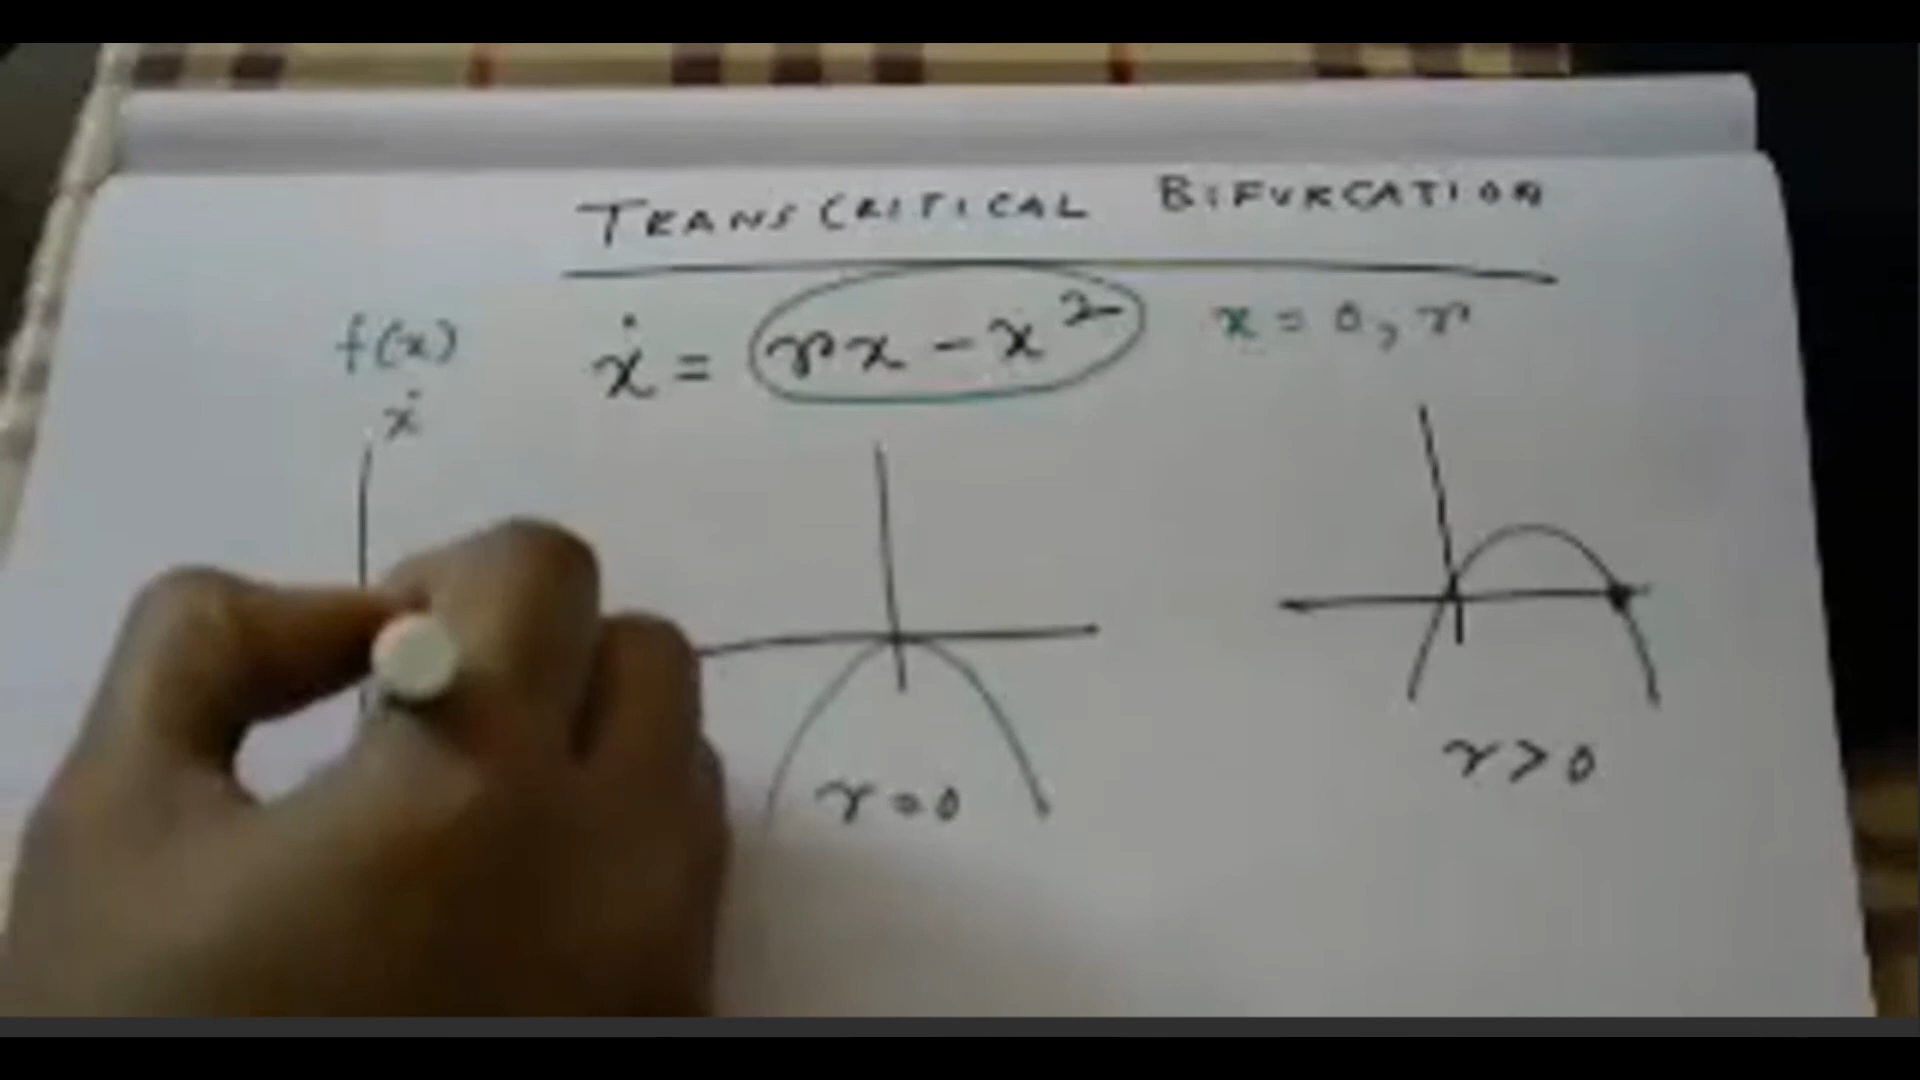 TRANSCRITICAL BIFURCATION
f(x) ẋ = rx - x² x = 0, r
ẋ
r = 0
r > 0